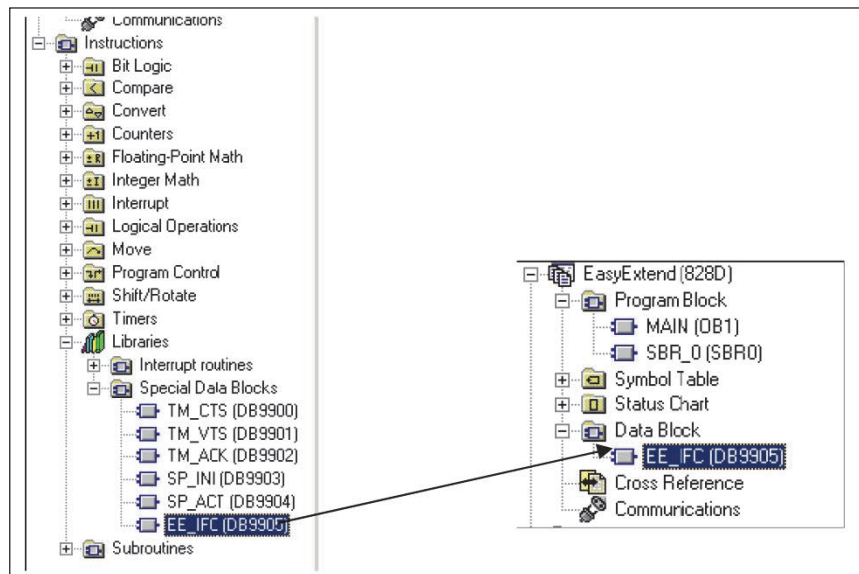 Communications
Instructions
Bit Logic
Compare
Convert
Counters
Floating-Point Math
Integer Math
Interrupt
Logical Operations
Move
Program Control
Shift/Rotate
Timers
Libraries
Interrupt routines
Special Data Blocks
TM_CTS (DB9900)
TM_VTS (DB9901)
TM_ACK (DB9902)
SP_INI (DB9903)
SP_ACT (DB9904)
EE_IFC (DB9905)
Subroutines
EasyExtend (828D)
Program Block
MAIN (OB1)
SBR_0 (SBR0)
Symbol Table
Status Chart
Data Block
EE_IFC (DB9905)
Cross Reference
Communications